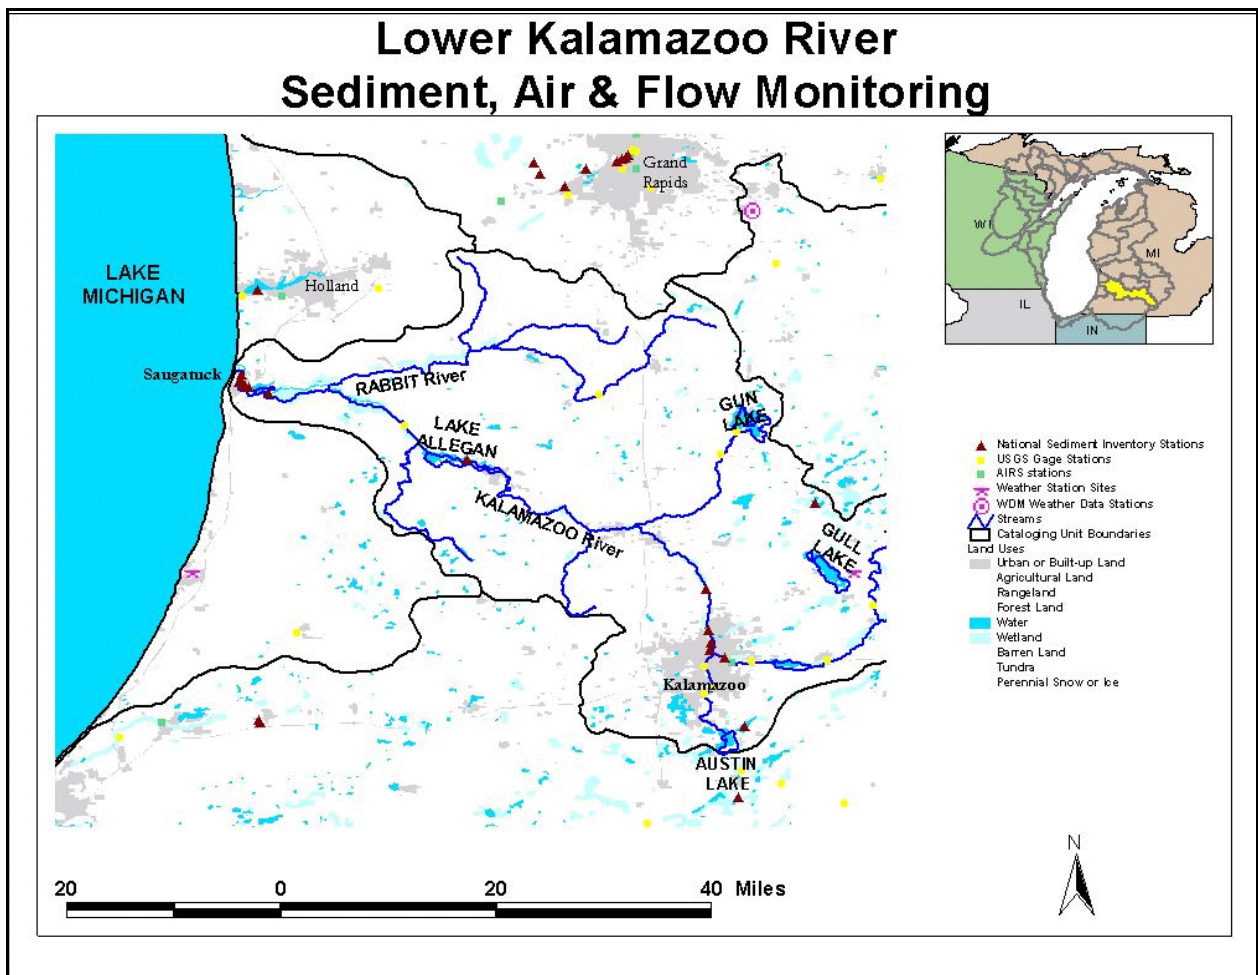 Lower Kalamazoo River
Sediment, Air & Flow Monitoring
Grand
Rapids
LAKE
MICHIGAN
Holland
Saugatuck
RABBIT River
GUN
LAKE
LAKE
ALLEGAN
KALAMAZOO River
GULL
LAKE
Kalamazoo
AUSTIN
LAKE
WI
MI
IL
IN
National Sediment Inventory Stations
USGS Gage Stations
AIRS stations
Weather Station Sites
WDM Weather Data Stations
Streams
Cataloging Unit Boundaries
Land Uses
Urban or Built-up Land
Agricultural Land
Rangeland
Forest Land
Water
Wetland
Barren Land
Tundra
Perennial Snow or Ice
20 0 20 40 Miles
N